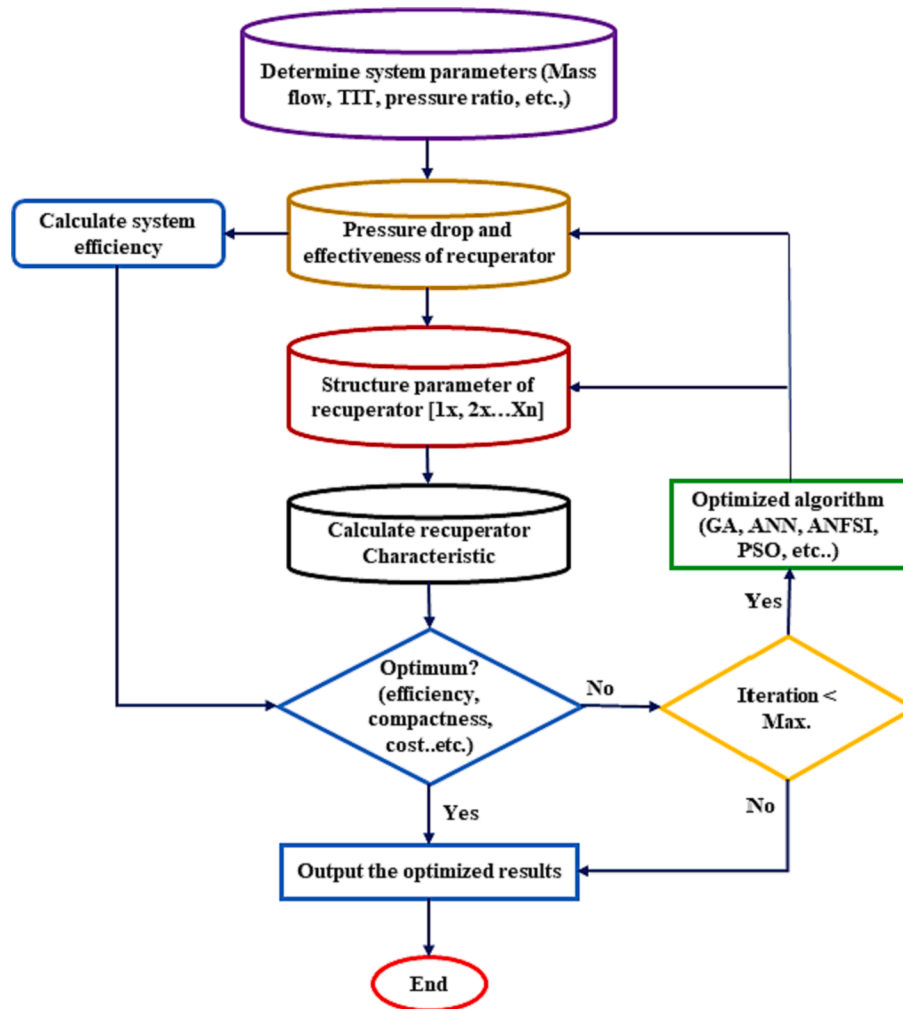 Determine system parameters (Mass
flow, TIT, pressure ratio, etc.,)
Calculate system
efficiency
Pressure drop and
effectiveness of recuperator
Structure parameter of
recuperator [1x, 2x...Xn]
Calculate recuperator
Characteristic
Optimized algorithm
(GA, ANN, ANFSI,
PSO, etc..)
Yes
Optimum?
(efficiency,
compactness,
cost..etc.)
No
Iteration <
Max.
Yes
No
Output the optimized results
End